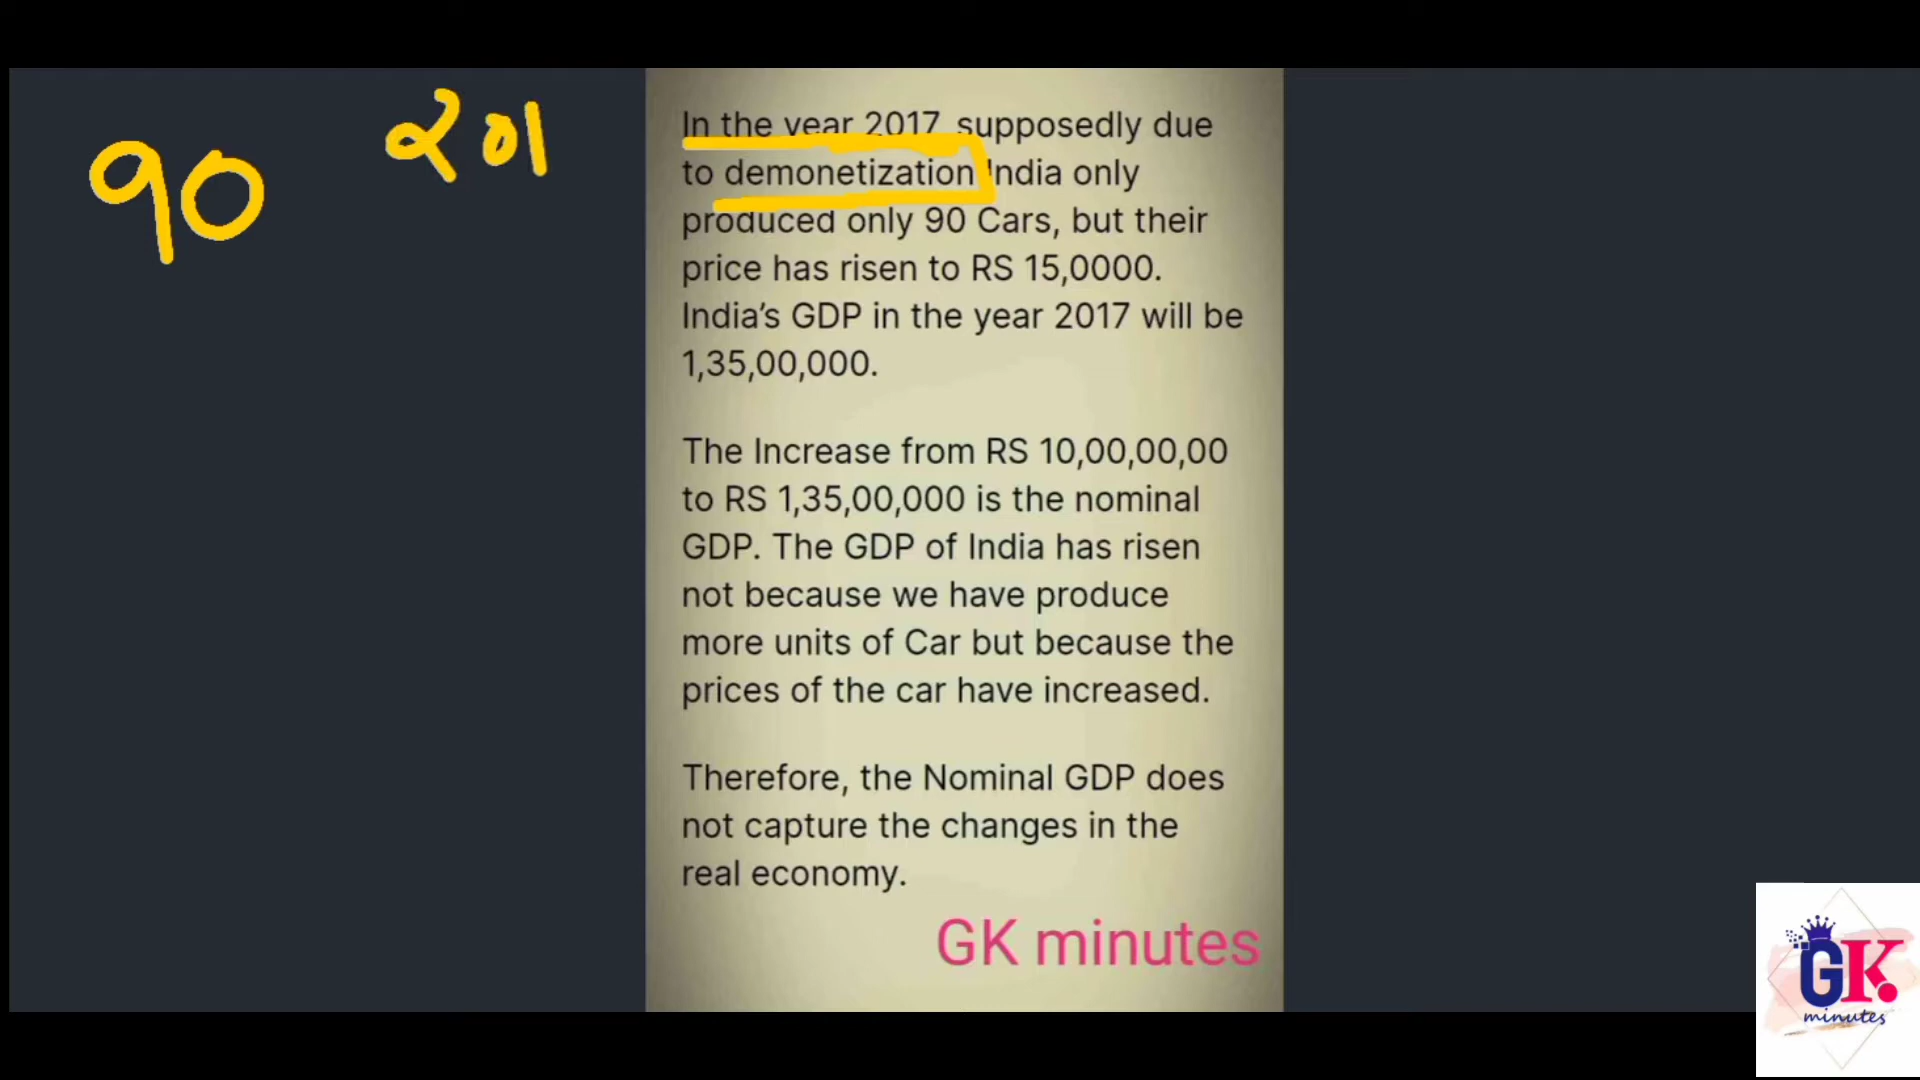 90
२०१
In the year 2017, supposedly due
to demonetization India only
produced only 90 Cars, but their
price has risen to RS 15,0000.
India’s GDP in the year 2017 will be
1,35,00,000.
The Increase from RS 10,00,00,00
to RS 1,35,00,000 is the nominal
GDP. The GDP of India has risen
not because we have produce
more units of Car but because the
prices of the car have increased.
Therefore, the Nominal GDP does
not capture the changes in the
real economy.
GK minutes
GK
minutes